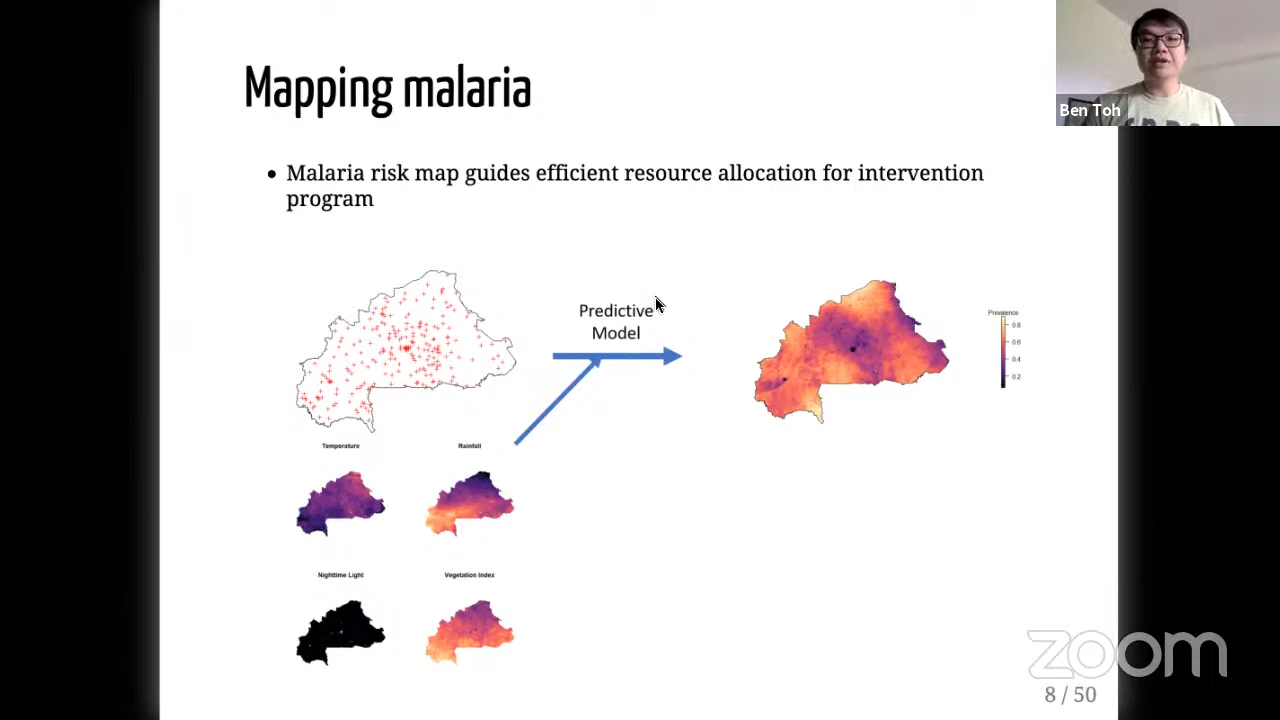 Mapping malaria
Ben Toh
• Malaria risk map guides efficient resource allocation for intervention
program
Predictive
Model
Prevalence
0.8
0.6
0.4
0.2
Temperature
Rainfall
Nighttime Light
Vegetation Index
zoom
8 / 50